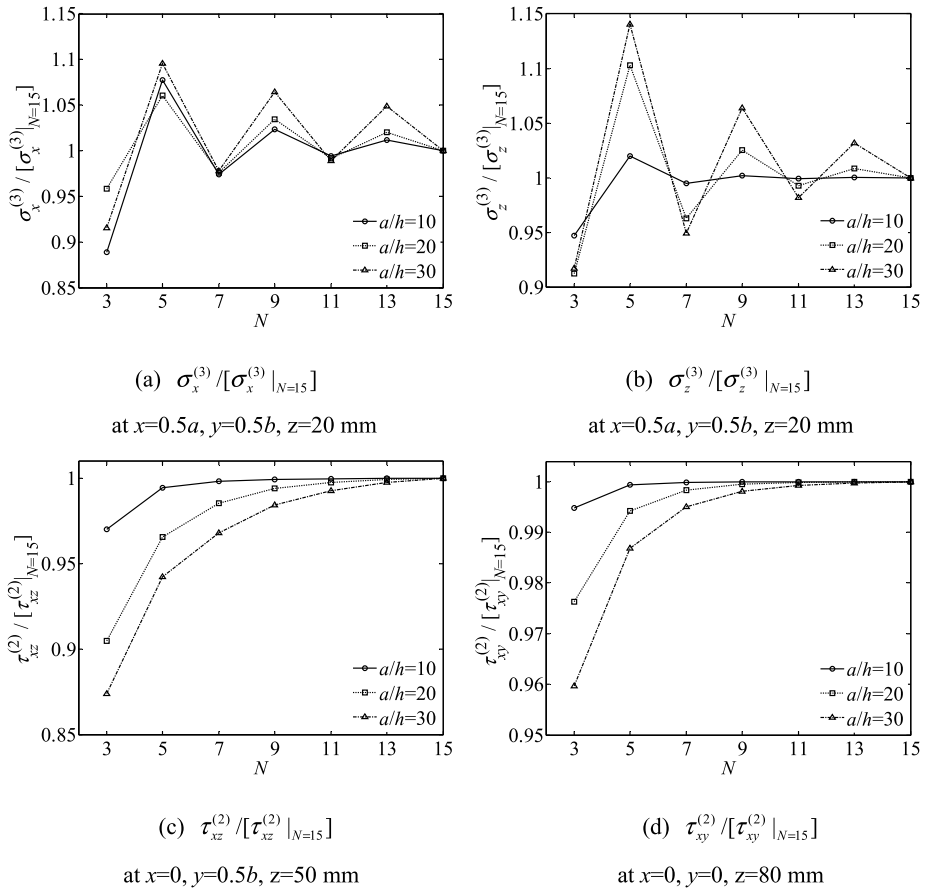 1.15
1.1
1.05
1
0.95
0.9
0.85
3 5 7 9 11 13 15
N
σx(3) / [σx(3)|N=15]
a/h=10
a/h=20
a/h=30
1.15
1.1
1.05
1
0.95
0.9
3 5 7 9 11 13 15
N
σz(3) / [σz(3)|N=15]
a/h=10
a/h=20
a/h=30
(a) σx(3) /[σx(3) |N=15]
at x=0.5a, y=0.5b, z=20 mm
(b) σz(3) /[σz(3) |N=15]
at x=0.5a, y=0.5b, z=20 mm
1
0.95
0.9
0.85
3 5 7 9 11 13 15
N
τxz(2) / [τxz(2)|N=15]
a/h=10
a/h=20
a/h=30
1
0.99
0.98
0.97
0.96
0.95
3 5 7 9 11 13 15
N
τxy(2) / [τxy(2)|N=15]
a/h=10
a/h=20
a/h=30
(c) τxz(2) /[τxz(2) |N=15]
at x=0, y=0.5b, z=50 mm
(d) τxy(2) /[τxy(2) |N=15]
at x=0, y=0, z=80 mm